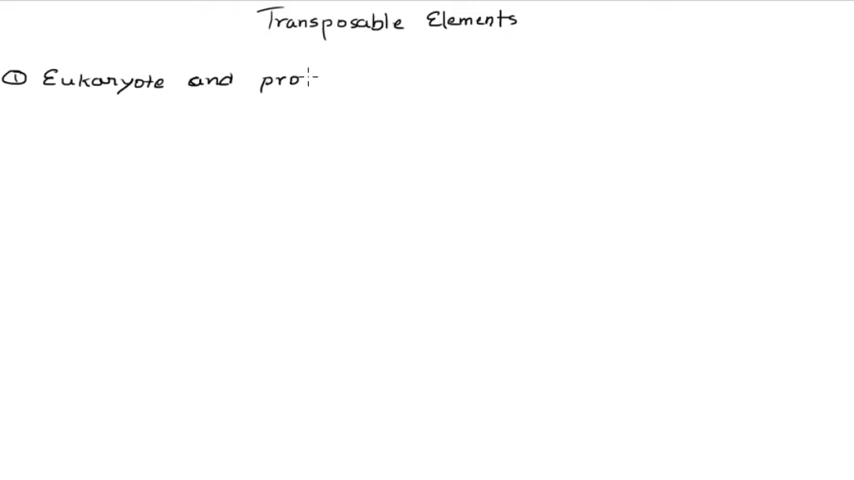 Transposable Elements
① Eukaryote and pro